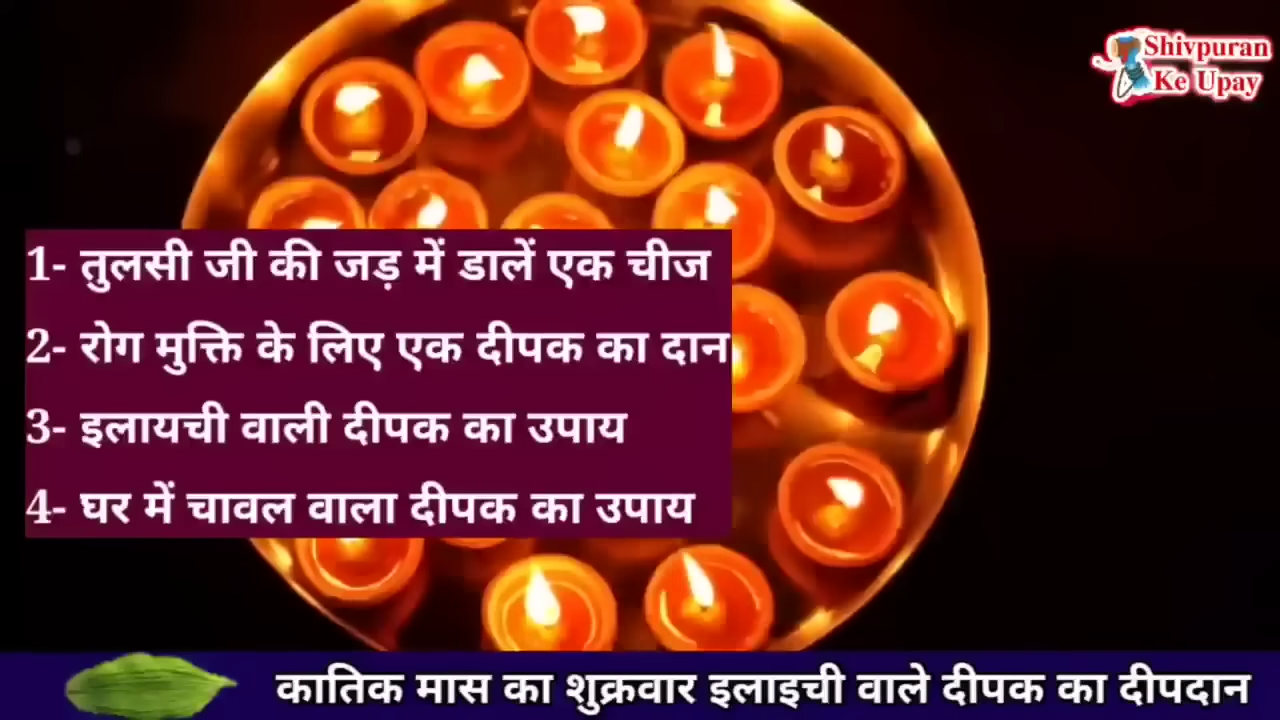 Shivpuran
Ke Upay
1- तुलसी जी की जड़ में डालें एक चीज
2- रोग मुक्ति के लिए एक दीपक का दान
3- इलायची वाली दीपक का उपाय
4- घर में चावल वाला दीपक का उपाय
कातिक मास का शुक्रवार इलाइची वाले दीपक का दीपदान